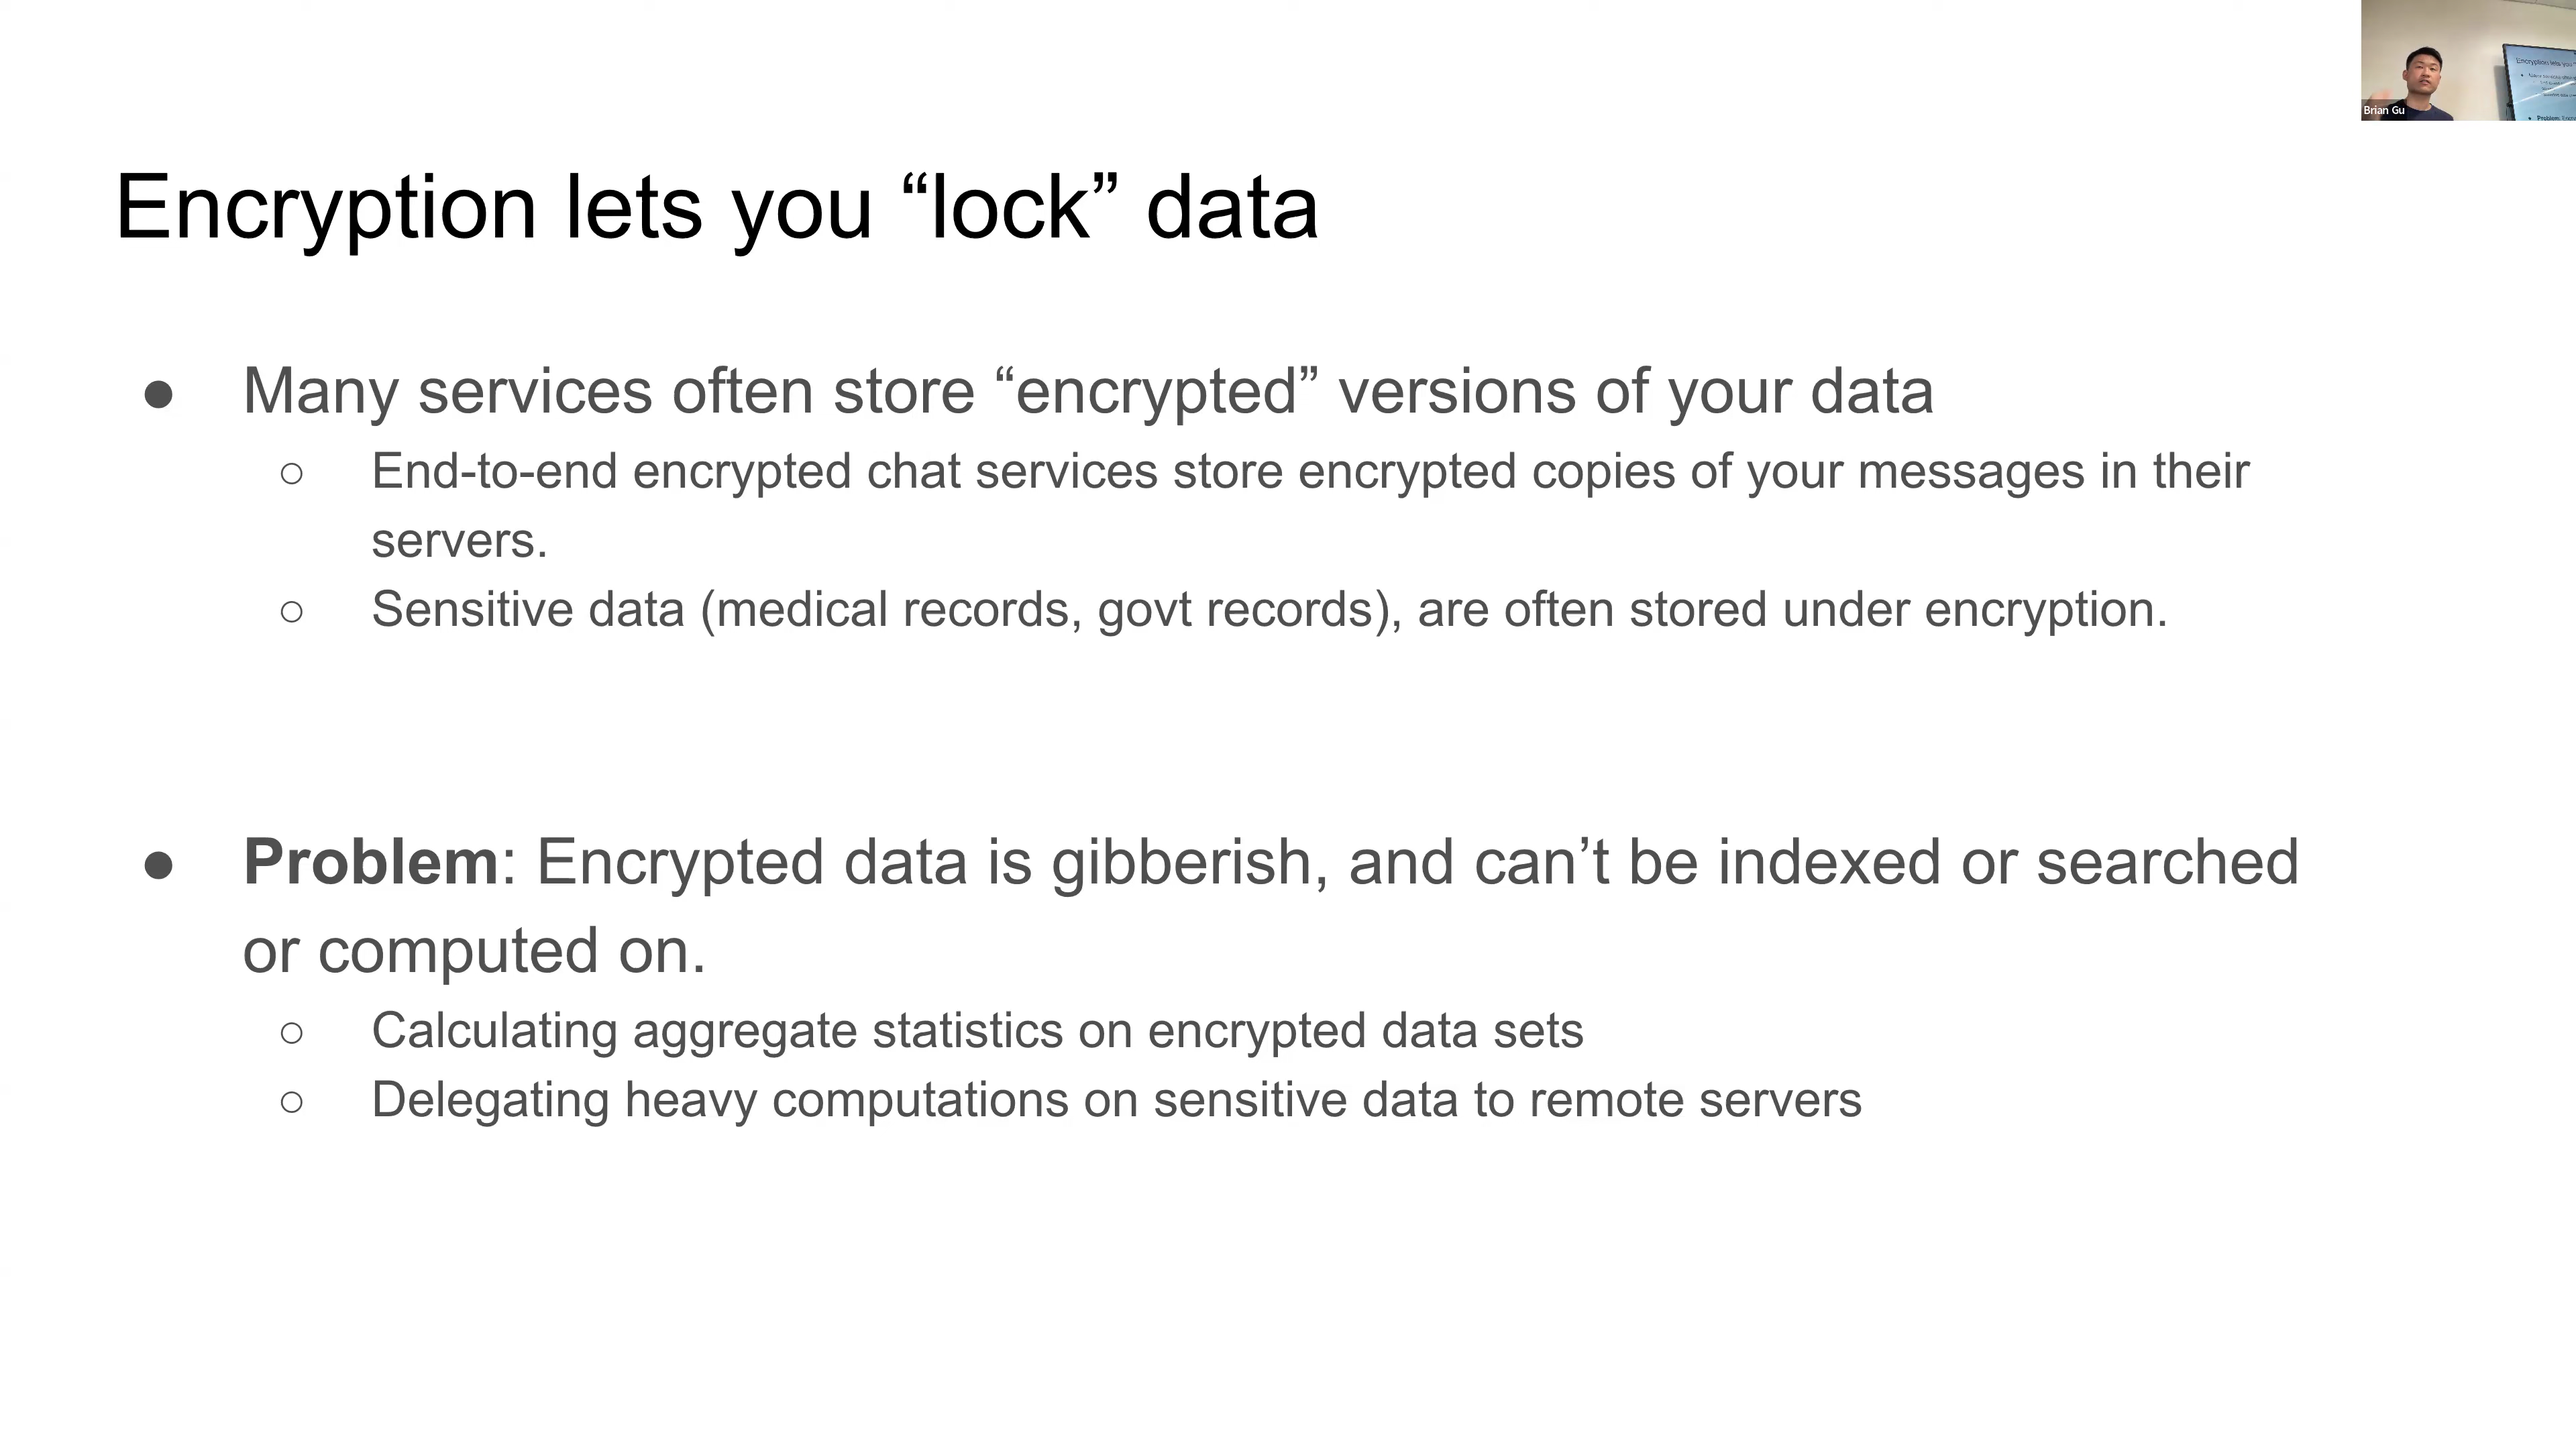 Encryption lets you “lock” data
● Many services often store “encrypted” versions of your data
○ End-to-end encrypted chat services store encrypted copies of your messages in their
servers.
○ Sensitive data (medical records, govt records), are often stored under encryption.
● Problem: Encrypted data is gibberish, and can’t be indexed or searched
or computed on.
○ Calculating aggregate statistics on encrypted data sets
○ Delegating heavy computations on sensitive data to remote servers
Brian Gu
Encryption lets you